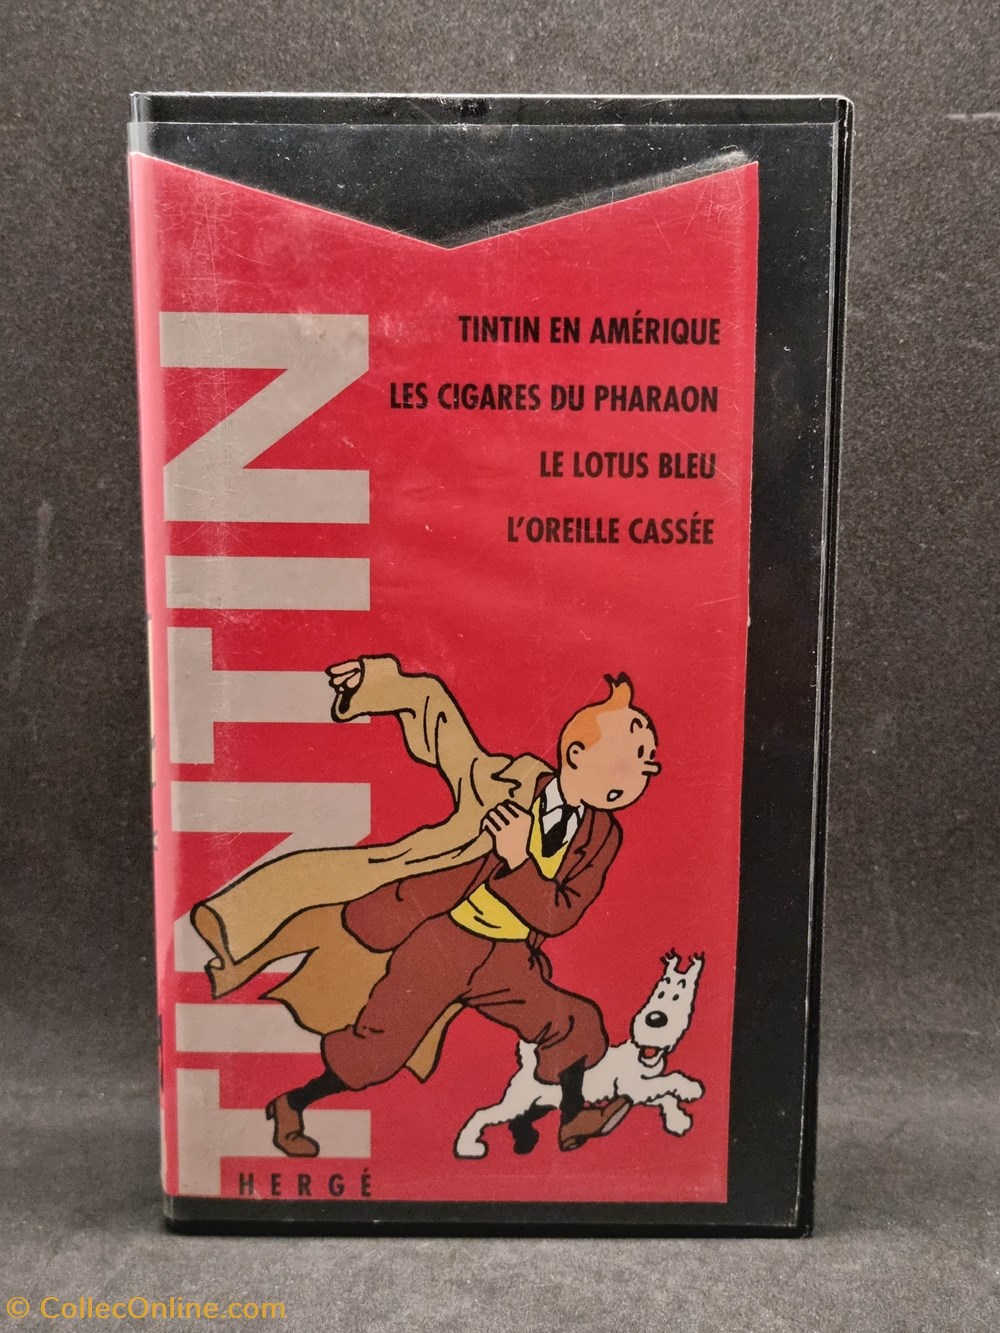 TINTIN EN AMÉRIQUE
LES CIGARES DU PHARAON
LE LOTUS BLEU
L'OREILLE CASSÉE
TINTIN
HERGÉ
© CollecOnline.com